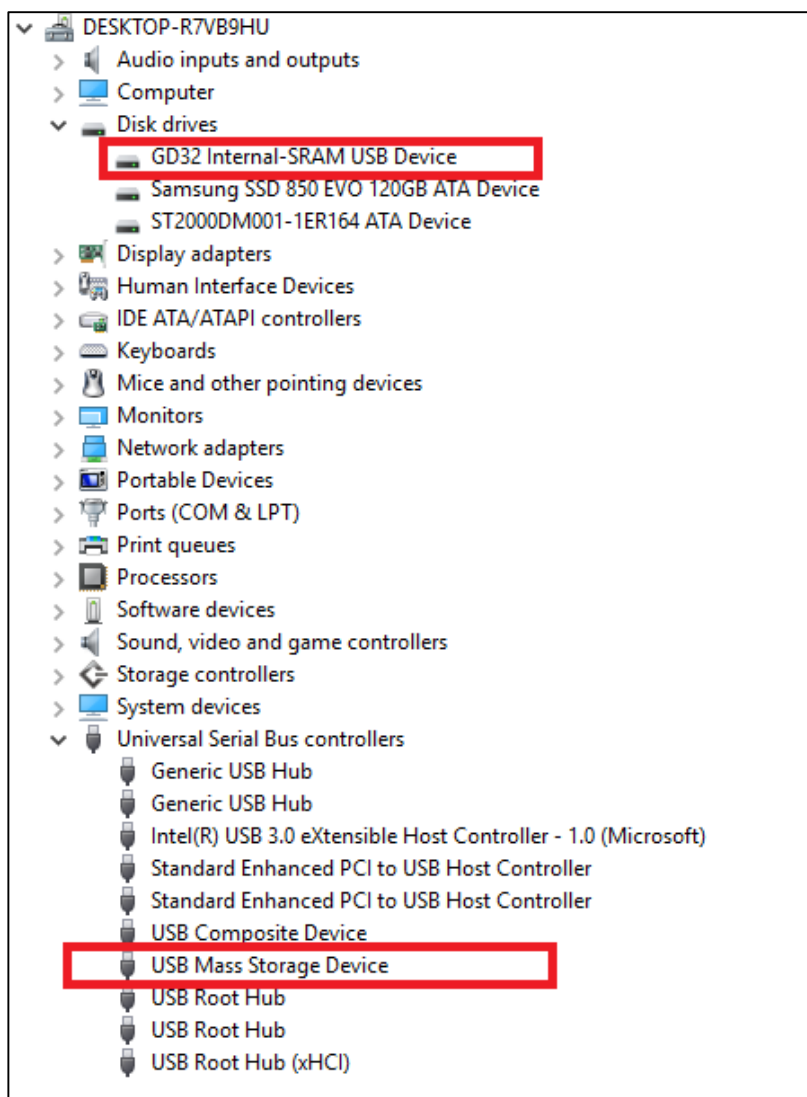 DESKTOP-R7VB9HU
Audio inputs and outputs
Computer
Disk drives
GD32 Internal-SRAM USB Device
Samsung SSD 850 EVO 120GB ATA Device
ST2000DM001-1ER164 ATA Device
Display adapters
Human Interface Devices
IDE ATA/ATAPI controllers
Keyboards
Mice and other pointing devices
Monitors
Network adapters
Portable Devices
Ports (COM & LPT)
Print queues
Processors
Software devices
Sound, video and game controllers
Storage controllers
System devices
Universal Serial Bus controllers
Generic USB Hub
Generic USB Hub
Intel(R) USB 3.0 eXtensible Host Controller - 1.0 (Microsoft)
Standard Enhanced PCI to USB Host Controller
Standard Enhanced PCI to USB Host Controller
USB Composite Device
USB Mass Storage Device
USB Root Hub
USB Root Hub
USB Root Hub (xHCI)